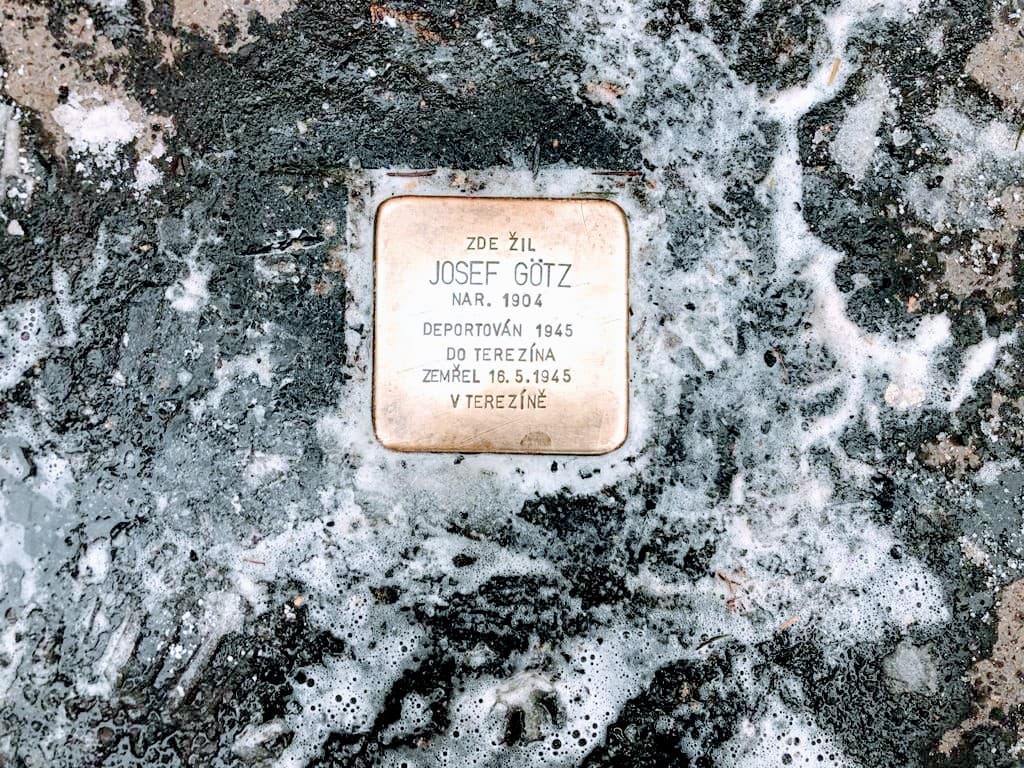 ZDE ŽIL
JOSEF GÖTZ
NAR. 1904
DEPORTOVÁN 1945
DO TEREZÍNA
ZEMŘEL 16.5.1945
V TEREZÍNĚ